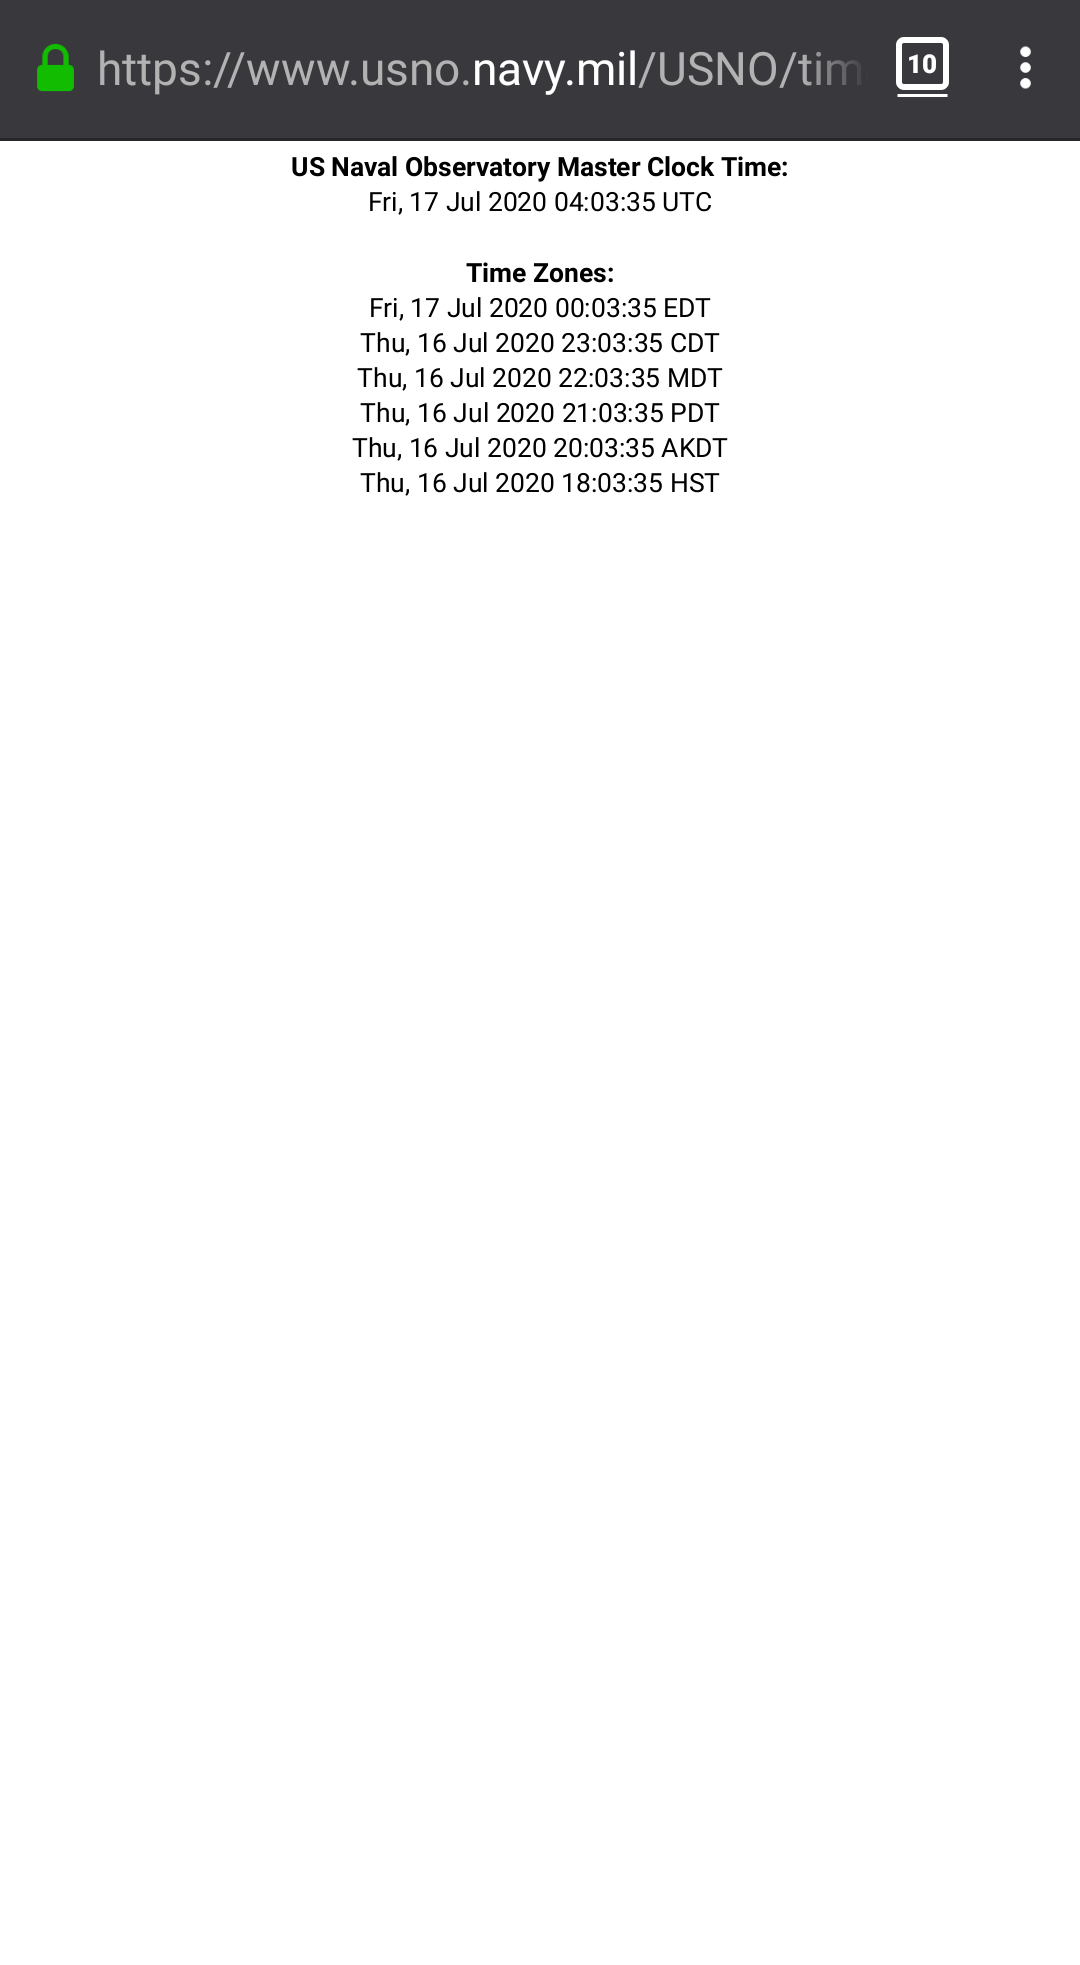 https://www.usno.navy.mil/USNO/tim
10
US Naval Observatory Master Clock Time:
Fri, 17 Jul 2020 04:03:35 UTC
Time Zones:
Fri, 17 Jul 2020 00:03:35 EDT
Thu, 16 Jul 2020 23:03:35 CDT
Thu, 16 Jul 2020 22:03:35 MDT
Thu, 16 Jul 2020 21:03:35 PDT
Thu, 16 Jul 2020 20:03:35 AKDT
Thu, 16 Jul 2020 18:03:35 HST